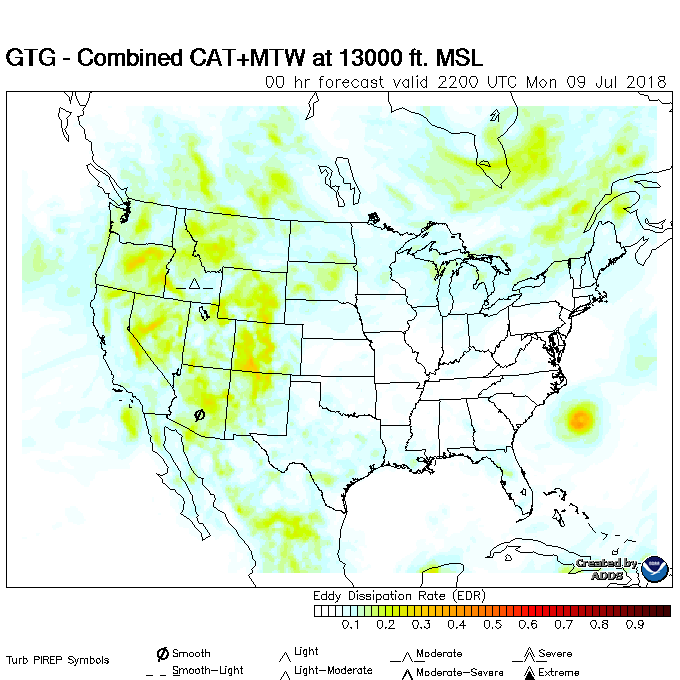 GTG - Combined CAT+MTW at 13000 ft. MSL
00 hr forecast valid 2200 UTC Mon 09 Jul 2018
Created by
ADDS
Eddy Dissipation Rate (EDR)
0.1 0.2 0.3 0.4 0.5 0.6 0.7 0.8 0.9
Turb PIREP Symbols
Smooth Light Moderate Severe
Smooth-Light Light-Moderate Moderate-Severe Extreme